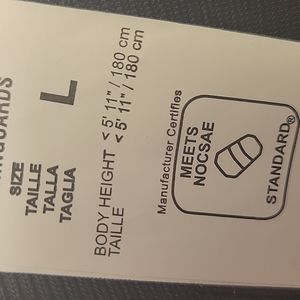 SIZE
TAILLE
TALLA
TAGLIA
L
BODY HEIGHT < 5' 11" / 180 cm
TAILLE < 5' 11" / 180 cm
Manufacturer Certifies
MEETS
NOCSAE
STANDARD®